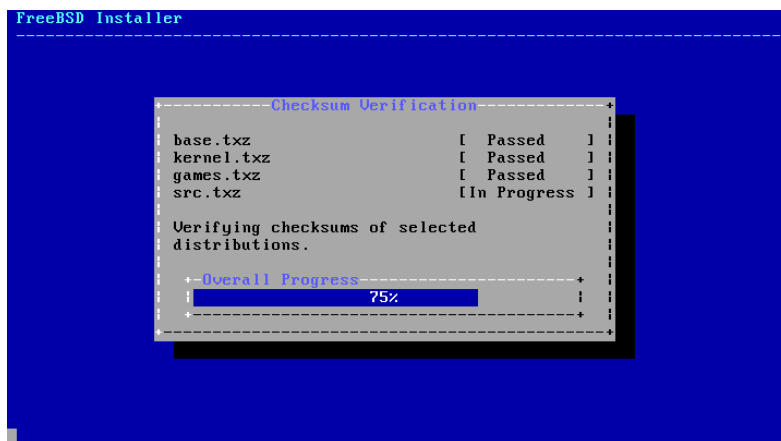 FreeBSD Installer
Checksum Verification
base.txz [ Passed ]
kernel.txz [ Passed ]
games.txz [ Passed ]
src.txz [In Progress ]
Verifying checksums of selected
distributions.
Overall Progress
75%